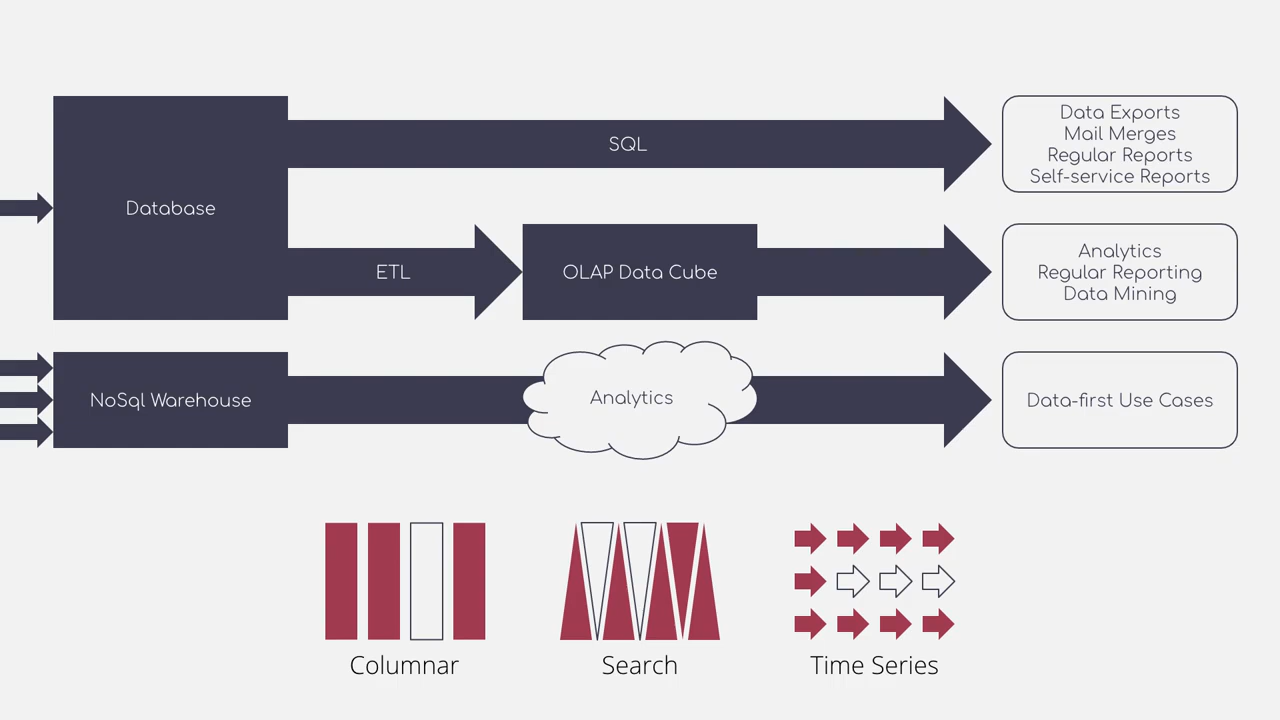 Database
SQL
Data Exports
Mail Merges
Regular Reports
Self-service Reports
ETL
OLAP Data Cube
Analytics
Regular Reporting
Data Mining
NoSql Warehouse
Analytics
Data-first Use Cases
Columnar
Search
Time Series